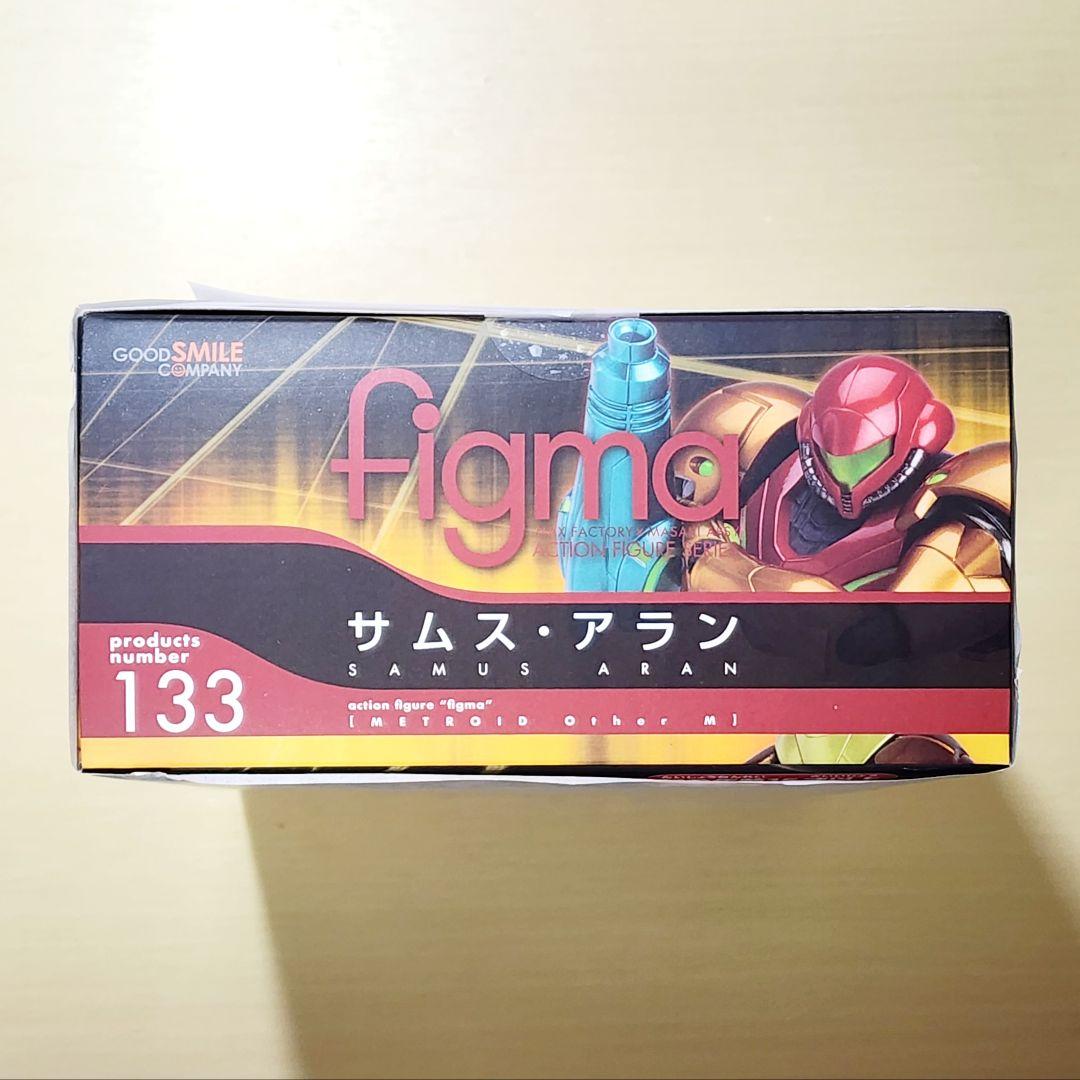 GOOD SMILE
COMPANY
figma
FACTORY
ACTION FIGURE
サムス・アラン
SAMUS ARAN
products
number
133
action figure "figma"
[METROID Other M]